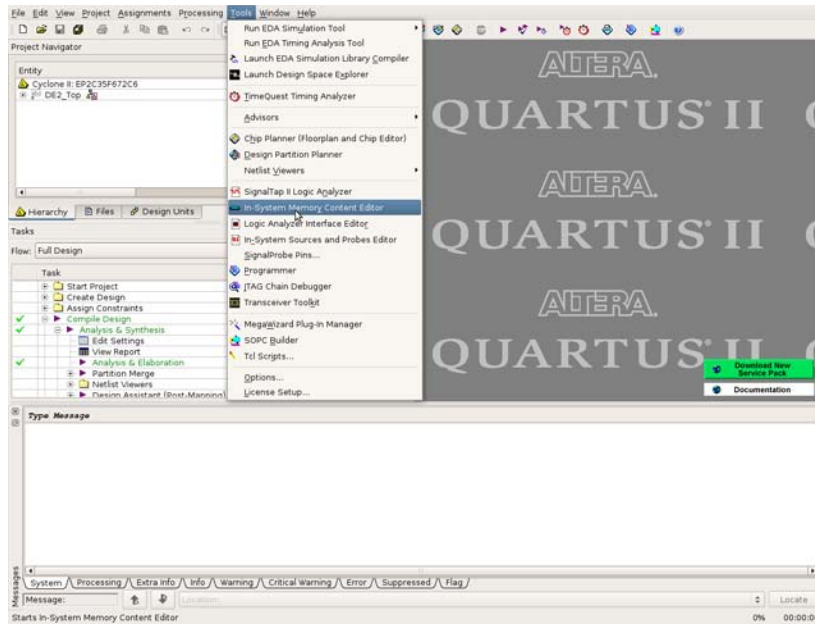 File Edit View Project Assignments Processing Tools Window Help
Project Navigator
Entity
Cyclone II: EP2C35F672C6
DE2_Top
Hierarchy Files Design Units
Tasks
Flow: Full Design
Task
Start Project
Create Design
Assign Constraints
Compile Design
Analysis & Synthesis
Edit Settings
View Report
Analysis & Elaboration
Partition Merge
Netlist Viewers
Design Assistant (Post-Mapping)
Run EDA Simulation Tool
Run EDA Timing Analysis Tool
Launch EDA Simulation Library Compiler
Launch Design Space Explorer
TimeQuest Timing Analyzer
Advisors
Chip Planner (Floorplan and Chip Editor)
Design Partition Planner
Netlist Viewers
SignalTap II Logic Analyzer
In-System Memory Content Editor
Logic Analyzer Interface Editor
In-System Sources and Probes Editor
SignalProbe Pins...
Programmer
JTAG Chain Debugger
Transceiver Toolkit
MegaWizard Plug-In Manager
SOPC Builder
Tcl Scripts...
Options...
License Setup...
ALTERA.
QUARTUS II
ALTERA.
QUARTUS II
ALTERA.
QUARTUS II
Download New
Service Pack
Documentation
Type Message
System Processing Extra Info Info Warning Critical Warning Error Suppressed Flag
Messages
Message: Location: Locate
Starts In-System Memory Content Editor 0% 00:00:0